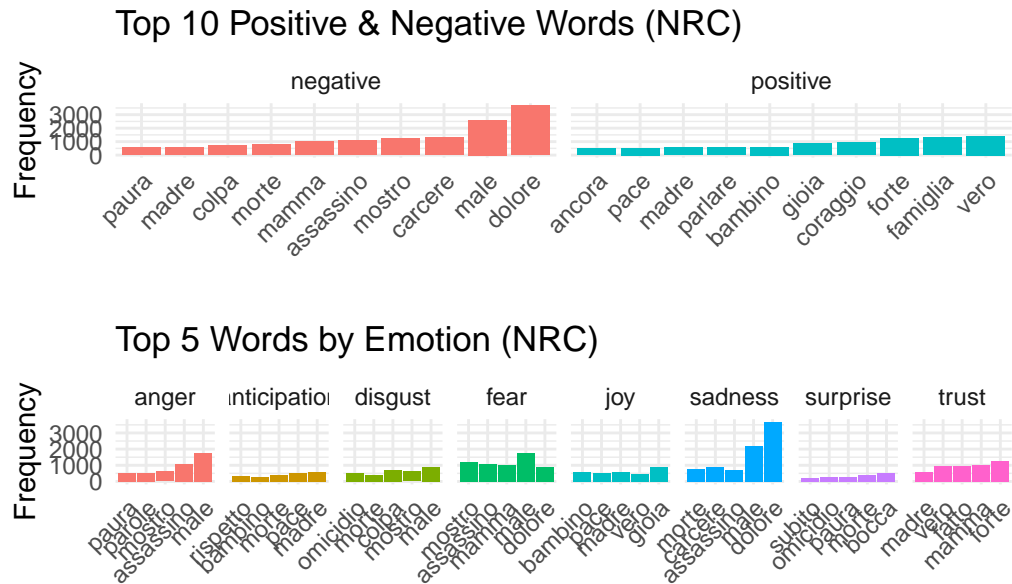 Top 10 Positive & Negative Words (NRC)
negative positive
Frequency
3000
1000
0
paura madre colpa morte mamma assassino mostro carcere male dolore
ancora pace madre parlare bambino gioia coraggio forte famiglia vero
Top 5 Words by Emotion (NRC)
anger nticipation disgust fear joy sadness surprise trust
Frequency
3000
1000
0
paura parole mostro assassino male
rispetto bambino morte pace madre
omicidio morte colpa mostro male
mostro assassino mamma male dolore
bambino pace madre vero gioia
morte carcere assassino male dolore
subito omicidio paura morte bocca
madre vero mamma forte